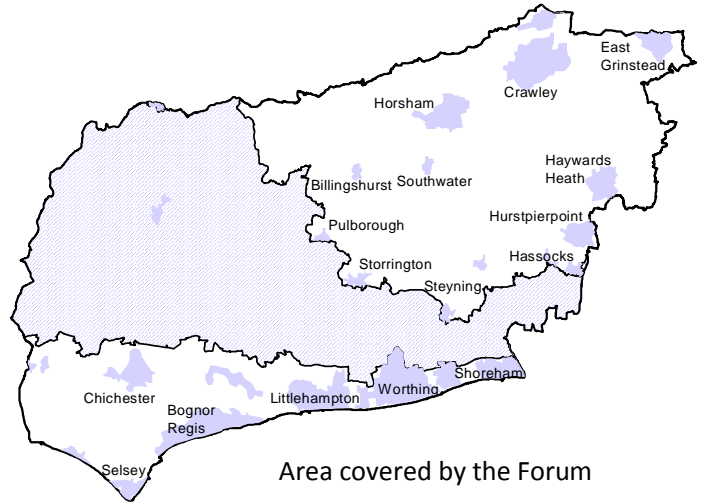 East
Grinstead
Crawley
Horsham
Haywards
Heath
Billingshurst
Southwater
Hurstpierpoint
Pulborough
Hassocks
Storrington
Steyning
Shoreham
Chichester
Littlehampton
Worthing
Bognor
Regis
Selsey
Area covered by the Forum